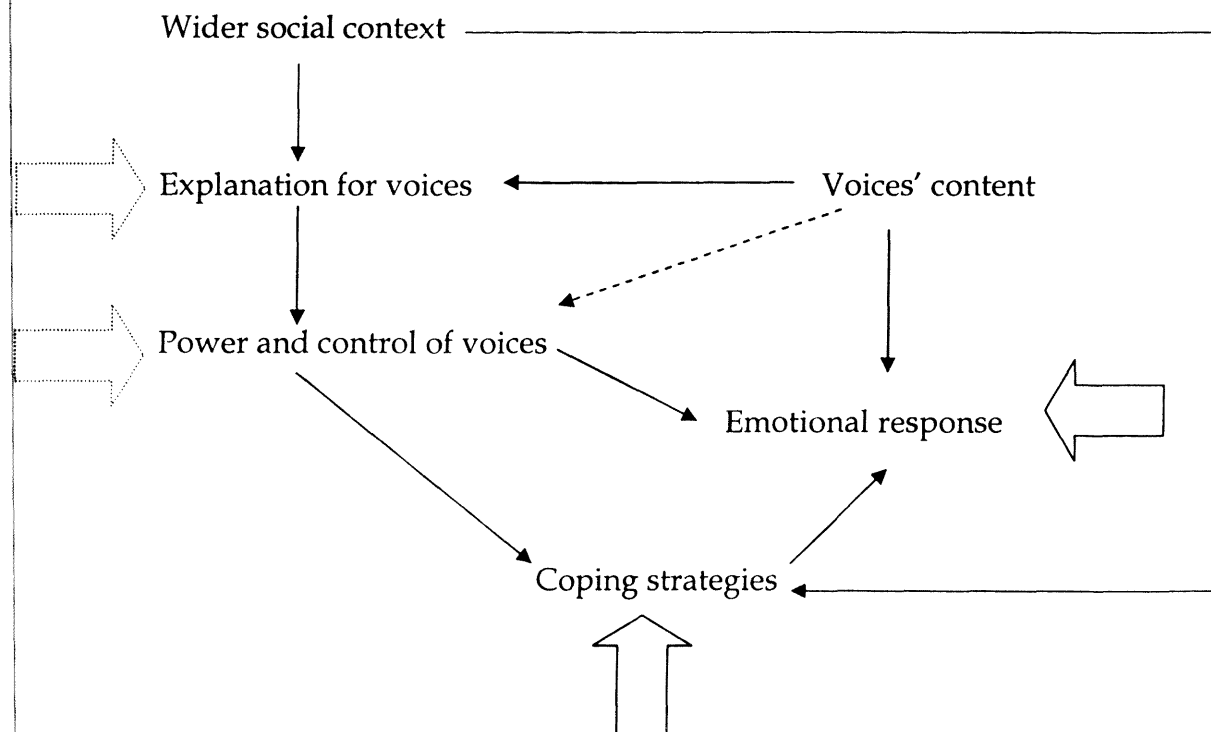 Wider social context
Explanation for voices
Voices’ content
Power and control of voices
Emotional response
Coping strategies